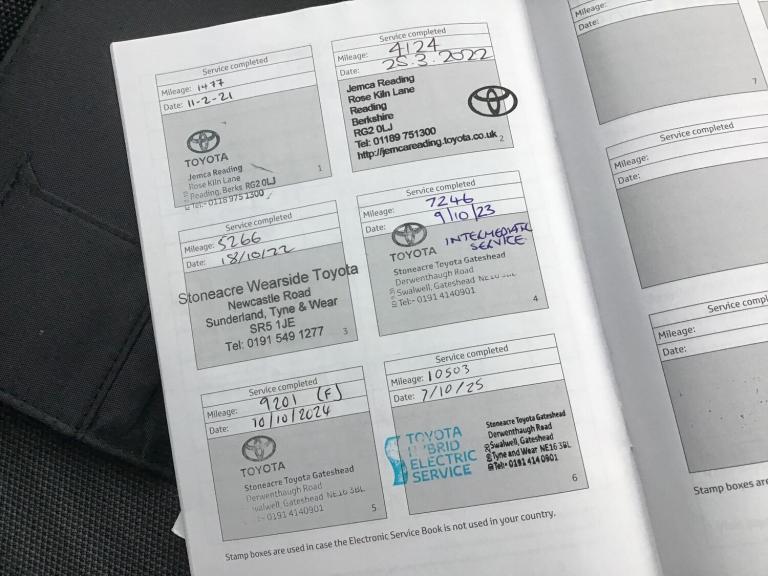 Service completed
Mileage: 1477
Date: 11-2-21
TOYOTA
Jemca Reading
Rose Kiln Lane
Reading, Berks RG2 0LJ
Tel:- 0118 975 1300
1
Service completed
Mileage: 4124
Date: 25.3.2022
Jemca Reading
Rose Kiln Lane
Reading
Berkshire
RG2 0LJ
Tel: 01189 751300
http://jemcareading.toyota.co.uk
2
Service completed
Mileage: 5266
Date: 18/10/22
Stoneacre Wearside Toyota
Newcastle Road
Sunderland, Tyne & Wear
SR5 1JE
Tel: 0191 549 1277
3
Service completed
Mileage: 7246
Date: 9/10/23
INTERMEDIATE
SERVICE
TOYOTA
Stoneacre Toyota Gateshead
Derwenthaugh Road
Swalwell, Gateshead NE16
Tel:- 0191 4140901
4
Service completed
Mileage: 9201 (F)
Date: 10/10/2024
TOYOTA
Stoneacre Toyota Gateshead
Derwenthaugh Road
Swalwell, Gateshead NE16 3BL
Tel:- 0191 4140901
5
Service completed
Mileage: 10503
Date: 7/10/25
TOYOTA
HYBRID
ELECTRIC
SERVICE
Stoneacre Toyota Gateshead
Derwenthaugh Road
Swalwell, Gateshead
Tyne and Wear NE16 3BL
Tel:- 0191 414 0901
6
Stamp boxes are used in case the Electronic Service Book is not used in your country.
Mileage:
Date:
7
Service completed
Mileage:
Date:
Service compl
Mileage:
Date:
Stamp boxes are